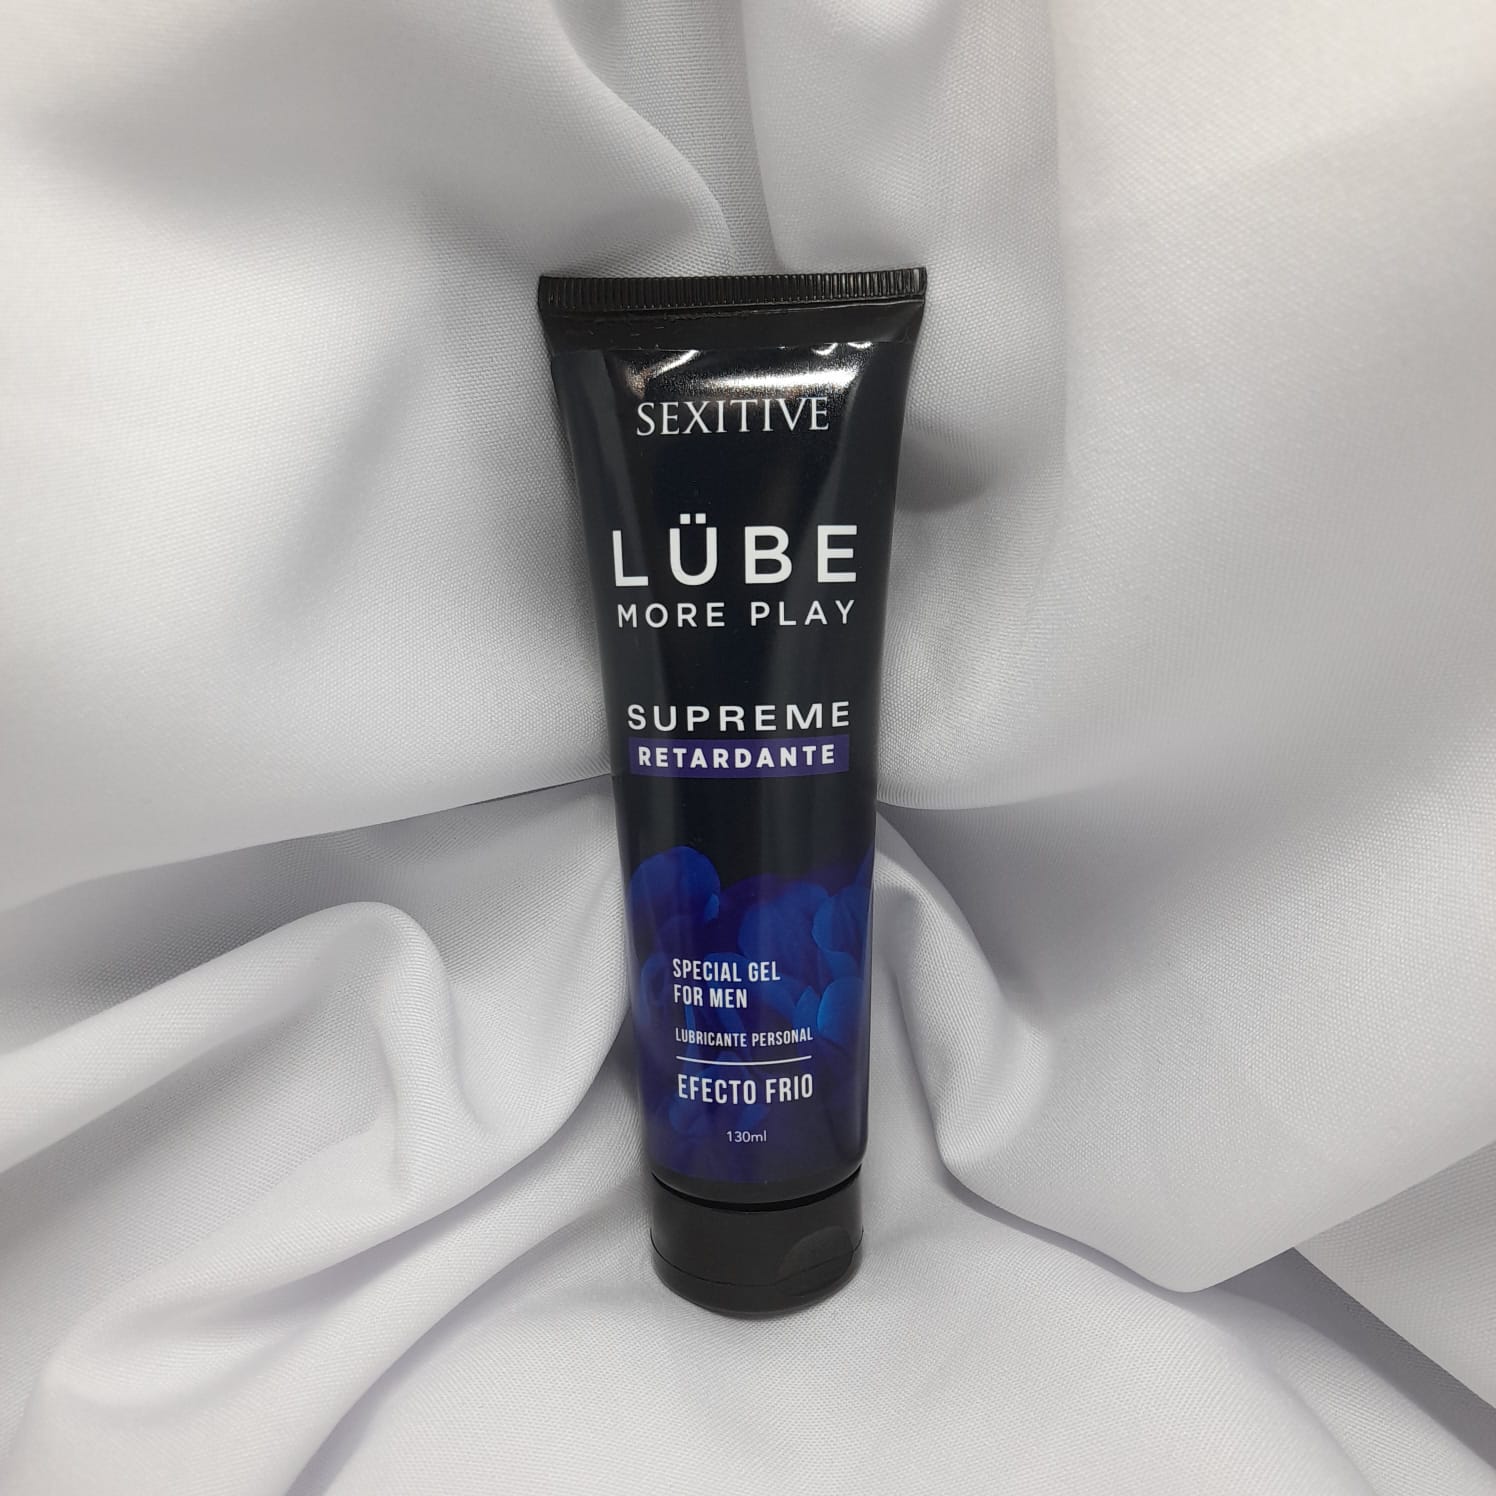 SEXITIVE
LÜBE
MORE PLAY
SUPREME
RETARDANTE
SPECIAL GEL
FOR MEN
LUBRICANTE PERSONAL
EFECTO FRIO
130ml